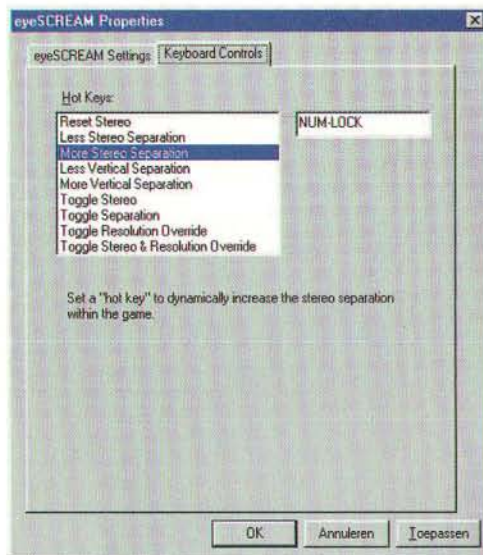 eyeSCREAM Properties
eyeSCREAM Settings
Keyboard Controls
Hot Keys:
Reset Stereo
Less Stereo Separation
More Stereo Separation
Less Vertical Separation
More Vertical Separation
Toggle Stereo
Toggle Separation
Toggle Resolution Override
Toggle Stereo & Resolution Override
NUM-LOCK
Set a "hot key" to dynamically increase the stereo separation
within the game.
OK
Annuleren
Toepassen